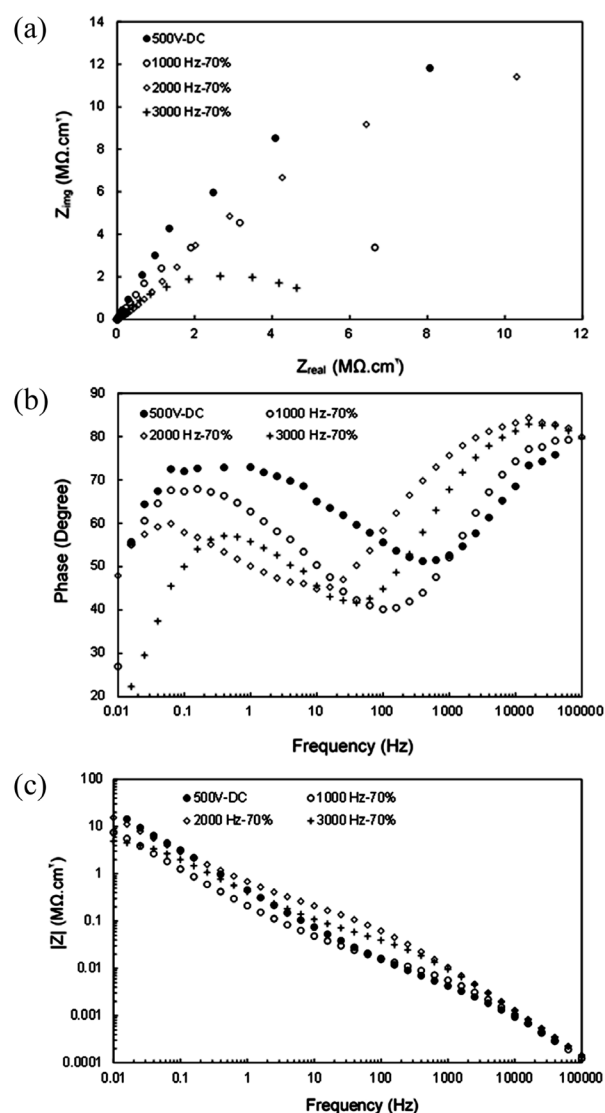 (a)
500V-DC
1000 Hz-70%
2000 Hz-70%
3000 Hz-70%
14
12
10
8
6
4
2
0
Zimg (MΩ.cm۲)
0 2 4 6 8 10 12
Zreal (MΩ.cm۲)
(b)
500V-DC 1000 Hz-70%
2000 Hz-70% 3000 Hz-70%
90
80
70
60
50
40
30
20
Phase (Degree)
0.01 0.1 1 10 100 1000 10000 100000
Frequency (Hz)
(c)
500V-DC 1000 Hz-70%
2000 Hz-70% 3000 Hz-70%
100
10
1
0.1
0.01
0.001
0.0001
|Z| (MΩ.cm۲)
0.01 0.1 1 10 100 1000 10000 100000
Frequency (Hz)